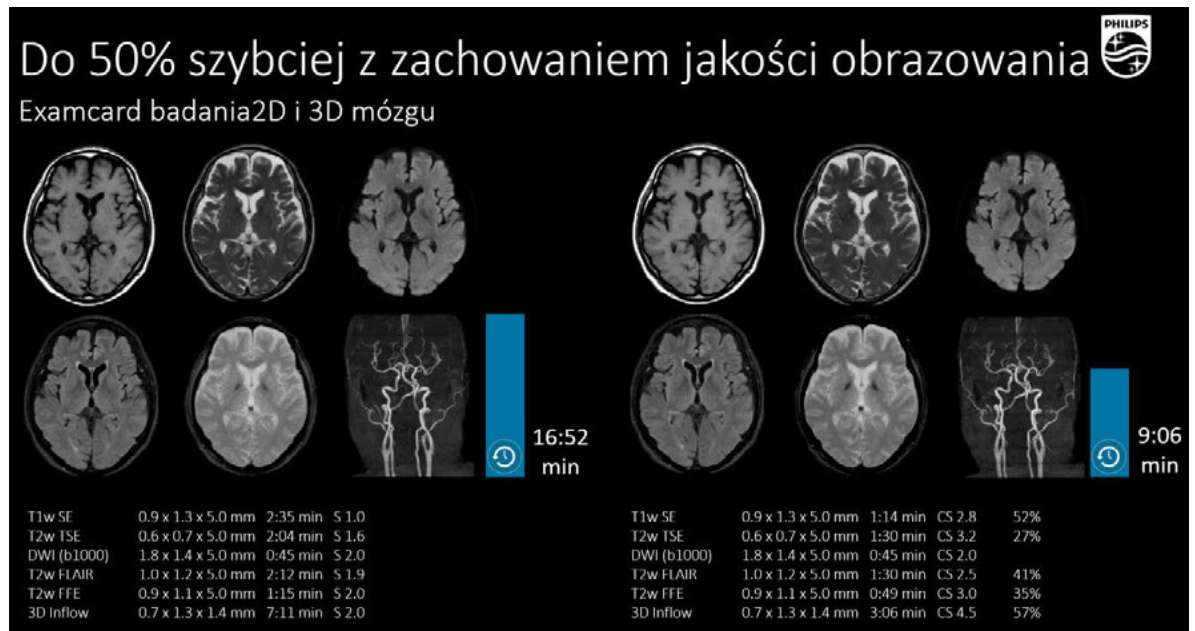 PHILIPS
Do 50% szybciej z zachowaniem jakości obrazowania
Examcard badania2D i 3D mózgu
16:52
min
9:06
min
T1w SE 0.9 x 1.3 x 5.0 mm 2:35 min S 1.0
T2w TSE 0.6 x 0.7 x 5.0 mm 2:04 min S 1.6
DWI (b1000) 1.8 x 1.4 x 5.0 mm 0:45 min S 2.0
T2w FLAIR 1.0 x 1.2 x 5.0 mm 2:12 min S 1.9
T2w FFE 0.9 x 1.1 x 5.0 mm 1:15 min S 2.0
3D Inflow 0.7 x 1.3 x 1.4 mm 7:11 min S 2.0
T1w SE 0.9 x 1.3 x 5.0 mm 1:14 min CS 2.8 52%
T2w TSE 0.6 x 0.7 x 5.0 mm 1:30 min CS 3.2 27%
DWI (b1000) 1.8 x 1.4 x 5.0 mm 0:45 min CS 2.0
T2w FLAIR 1.0 x 1.2 x 5.0 mm 1:30 min CS 2.5 41%
T2w FFE 0.9 x 1.1 x 5.0 mm 0:49 min CS 3.0 35%
3D Inflow 0.7 x 1.3 x 1.4 mm 3:06 min CS 4.5 57%